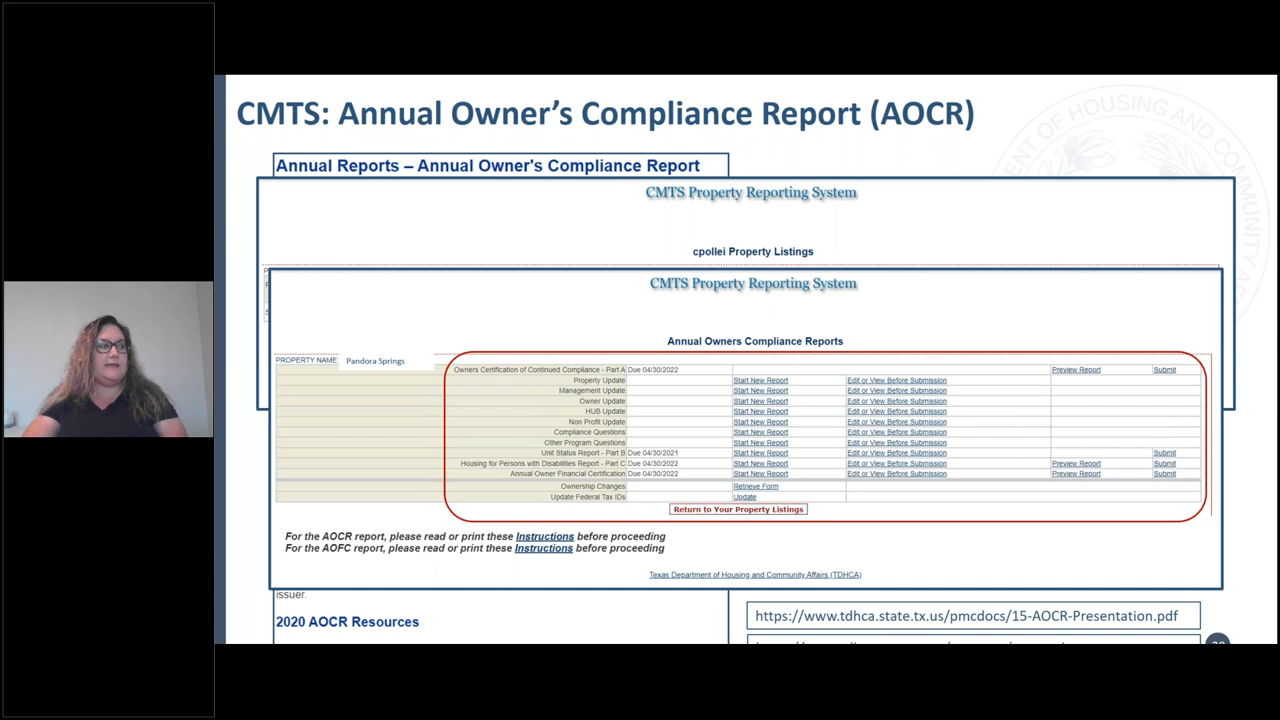 CMTS: Annual Owner's Compliance Report (AOCR)
Annual Reports – Annual Owner's Compliance Report
CMTS Property Reporting System
cpollei Property Listings
CMTS Property Reporting System
Annual Owners Compliance Reports
PROPERTY NAME: Pandora Springs
Owners Certification of Continued Compliance - Part A Due 04/30/2022 Preview Report Submit
Property Update Start New Report Edit or View Before Submission
Management Update Start New Report Edit or View Before Submission
Owner Update Start New Report Edit or View Before Submission
HUB Update Start New Report Edit or View Before Submission
Non Profit Update Start New Report Edit or View Before Submission
Compliance Questions Start New Report Edit or View Before Submission
Other Program Questions Start New Report Edit or View Before Submission
Unit Status Report - Part B Due 04/30/2021 Start New Report Edit or View Before Submission Submit
Housing for Persons with Disabilities Report - Part C Due 04/30/2022 Start New Report Edit or View Before Submission Preview Report Submit
Annual Owner Financial Certification Due 04/30/2022 Start New Report Edit or View Before Submission Preview Report Submit
Ownership Changes Retrieve Form
Update Federal Tax IDs Update
Return to Your Property Listings
For the AOCR report, please read or print these Instructions before proceeding
For the AOFC report, please read or print these Instructions before proceeding
Texas Department of Housing and Community Affairs (TDHCA)
issuer.
2020 AOCR Resources
https://www.tdhca.state.tx.us/pmcdocs/15-AOCR-Presentation.pdf